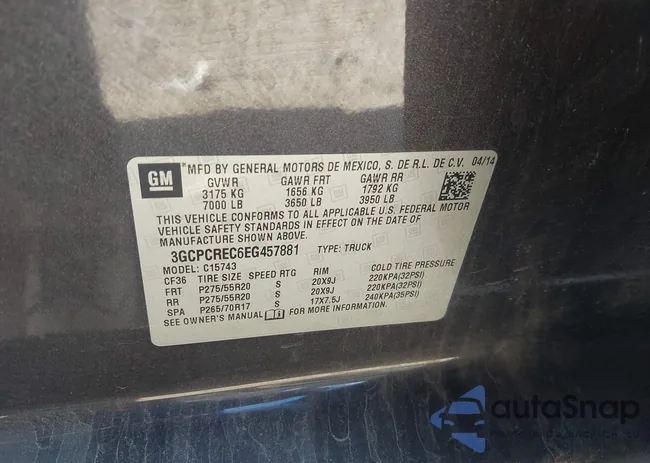 GM
MFD BY GENERAL MOTORS DE MEXICO, S. DE R.L. DE C.V. 04/14
GVWR GAWR FRT GAWR RR
3175 KG 1656 KG 1792 KG
7000 LB 3650 LB 3950 LB
THIS VEHICLE CONFORMS TO ALL APPLICABLE U.S. FEDERAL MOTOR
VEHICLE SAFETY STANDARDS IN EFFECT ON THE DATE OF
MANUFACTURE SHOWN ABOVE.
3GCPCREC6EG457881 TYPE: TRUCK
MODEL: C15743
CF36 TIRE SIZE SPEED RTG RIM COLD TIRE PRESSURE
FRT P275/55R20 S 20X9J 220KPA(32PSI)
RR P275/55R20 S 20X9J 220KPA(32PSI)
SPA P265/70R17 S 17X7.5J 240KPA(35PSI)
SEE OWNER'S MANUAL FOR MORE INFORMATION.
autoSnap